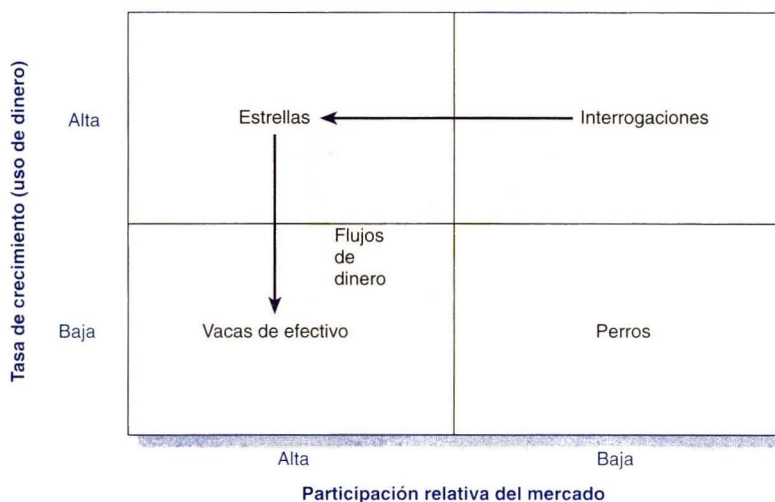 Tasa de crecimiento (uso de dinero)
Alta
Estrellas
Interrogaciones
Flujos
de
dinero
Baja
Vacas de efectivo
Perros
Alta
Baja
Participación relativa del mercado